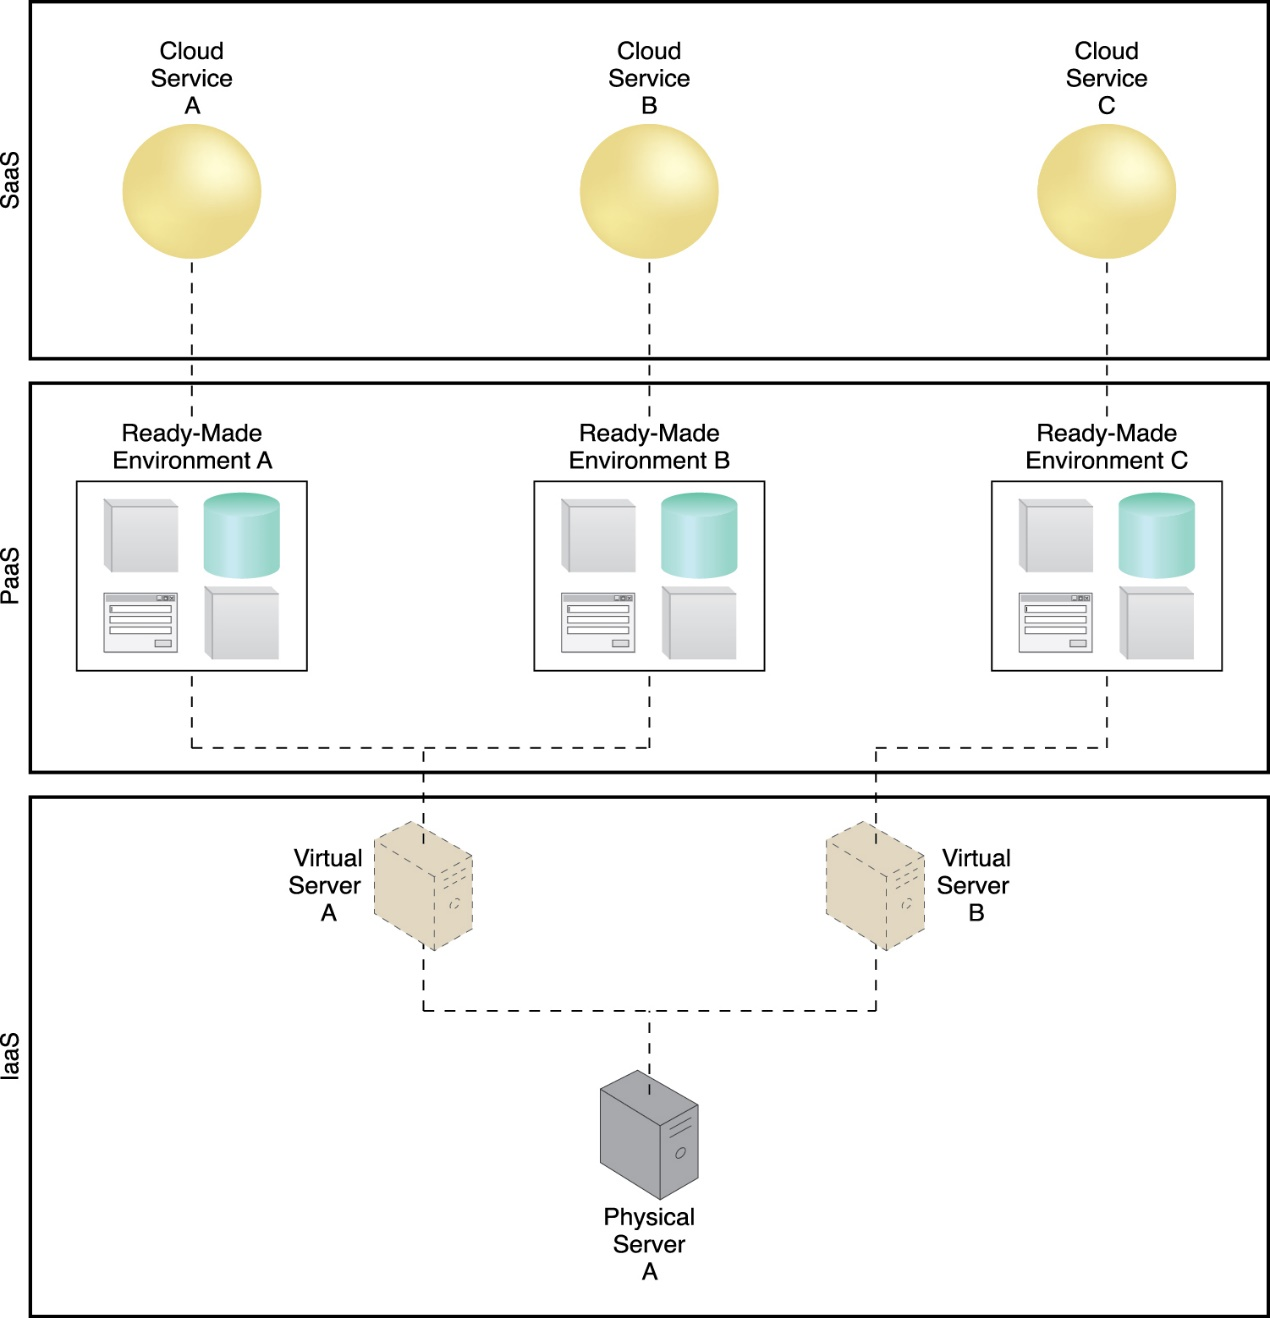 SaaS
Cloud
Service
A
Cloud
Service
B
Cloud
Service
C
PaaS
Ready-Made
Environment A
Ready-Made
Environment B
Ready-Made
Environment C
IaaS
Virtual
Server
A
Virtual
Server
B
Physical
Server
A